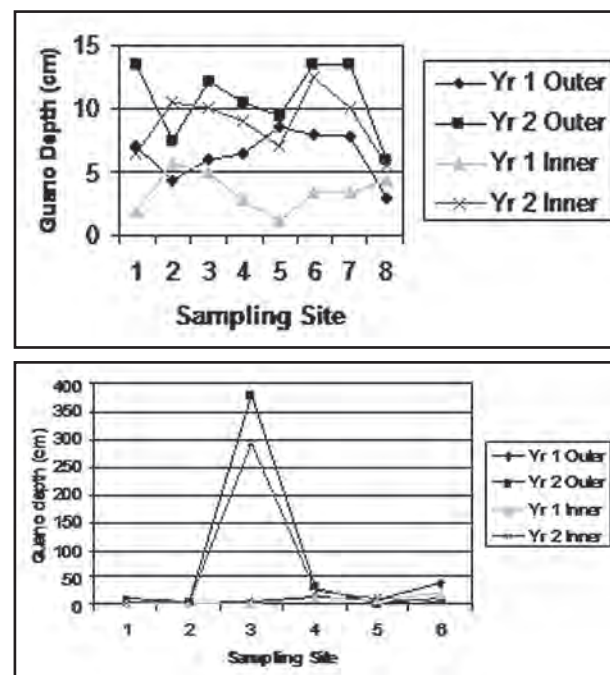 Guano Depth (cm)
15
10
5
0
1 2 3 4 5 6 7 8
Sampling Site
Yr 1 Outer
Yr 2 Outer
Yr 1 Inner
Yr 2 Inner
Guano depth (cm)
400
350
300
250
200
150
100
50
0
1 2 3 4 5 6
Sampling Site
Yr 1 Outer
Yr 2 Outer
Yr 1 Inner
Yr 2 Inner